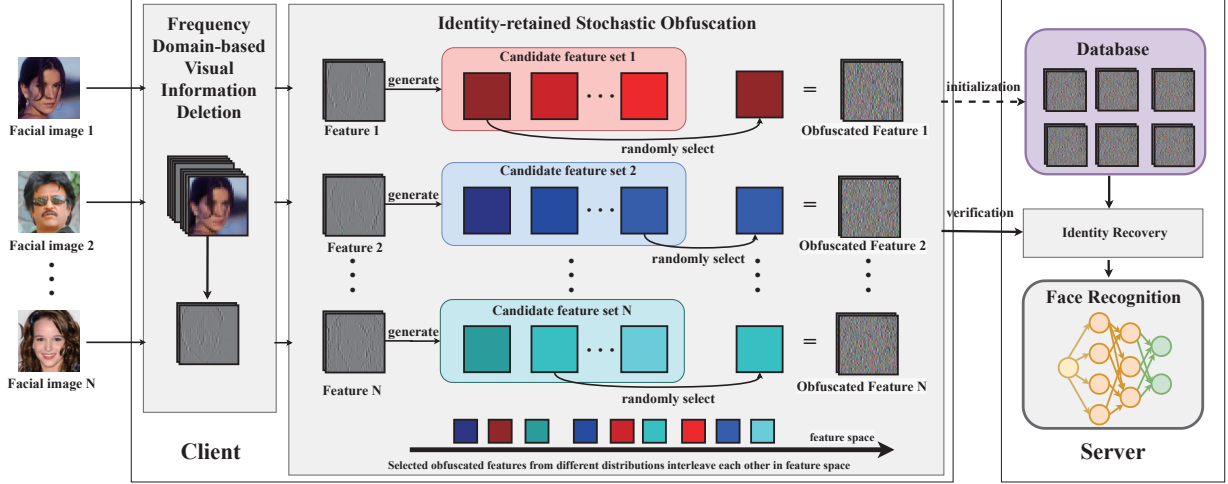 Facial image 1
Facial image 2
Facial image N
Frequency
Domain-based
Visual
Information
Deletion
Client
Identity-retained Stochastic Obfuscation
Feature 1
generate
Candidate feature set 1
randomly select
=
Obfuscated Feature 1
Feature 2
generate
Candidate feature set 2
randomly select
=
Obfuscated Feature 2
Feature N
generate
Candidate feature set N
randomly select
=
Obfuscated Feature N
feature space
Selected obfuscated features from different distributions interleave each other in feature space
initialization
verification
Database
Identity Recovery
Face Recognition
Server